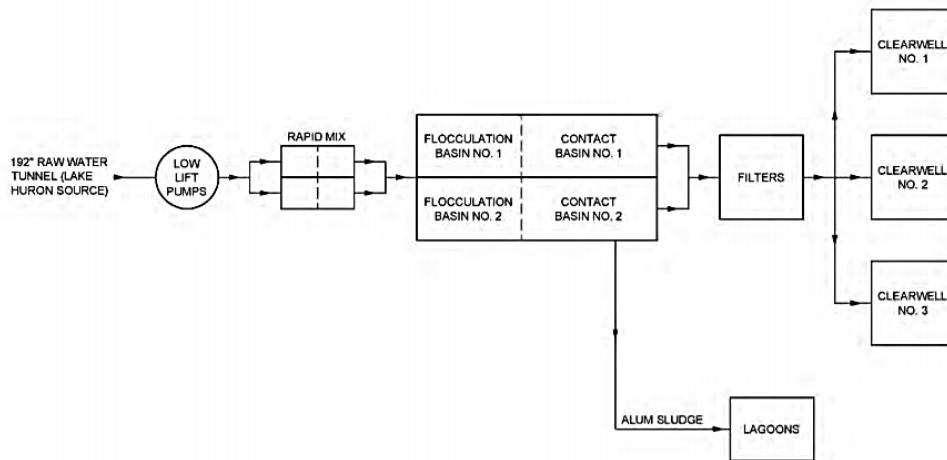 CLEARWELL
NO. 1
RAPID MIX
FLOCCULATION
BASIN NO. 1
CONTACT
BASIN NO. 1
192" RAW WATER
TUNNEL (LAKE
HURON SOURCE)
LOW
LIFT
PUMPS
FILTERS
CLEARWELL
NO. 2
FLOCCULATION
BASIN NO. 2
CONTACT
BASIN NO. 2
CLEARWELL
NO. 3
ALUM SLUDGE
LAGOONS